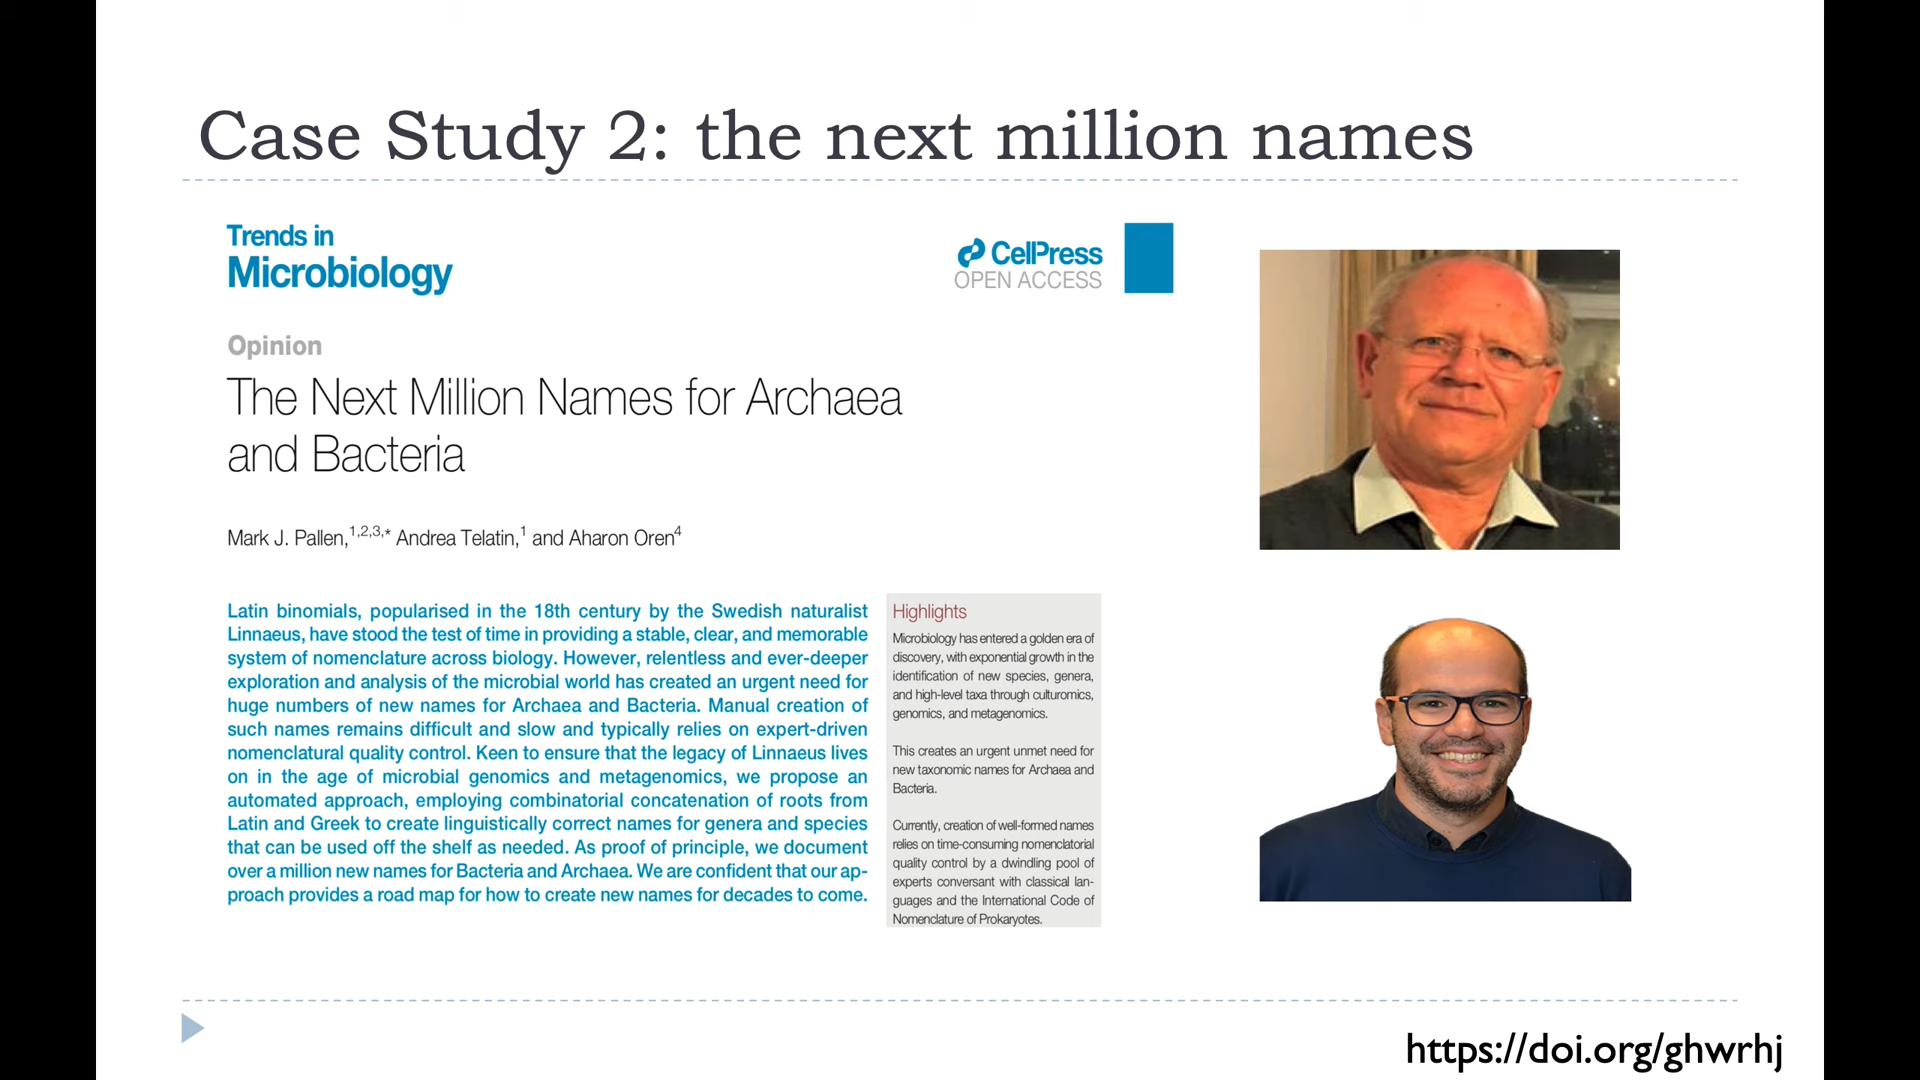 Case Study 2: the next million names
Trends in
Microbiology
CellPress
OPEN ACCESS
Opinion
The Next Million Names for Archaea
and Bacteria
Mark J. Pallen,1,2,3,* Andrea Telatin,1 and Aharon Oren4
Latin binomials, popularised in the 18th century by the Swedish naturalist
Linnaeus, have stood the test of time in providing a stable, clear, and memorable
system of nomenclature across biology. However, relentless and ever-deeper
exploration and analysis of the microbial world has created an urgent need for
huge numbers of new names for Archaea and Bacteria. Manual creation of
such names remains difficult and slow and typically relies on expert-driven
nomenclatural quality control. Keen to ensure that the legacy of Linnaeus lives
on in the age of microbial genomics and metagenomics, we propose an
automated approach, employing combinatorial concatenation of roots from
Latin and Greek to create linguistically correct names for genera and species
that can be used off the shelf as needed. As proof of principle, we document
over a million new names for Bacteria and Archaea. We are confident that our ap-
proach provides a road map for how to create new names for decades to come.
Highlights
Microbiology has entered a golden era of
discovery, with exponential growth in the
identification of new species, genera,
and high-level taxa through culturomics,
genomics, and metagenomics.
This creates an urgent unmet need for
new taxonomic names for Archaea and
Bacteria.
Currently, creation of well-formed names
relies on time-consuming nomenclatorial
quality control by a dwindling pool of
experts conversant with classical lan-
guages and the International Code of
Nomenclature of Prokaryotes.
https://doi.org/ghwrhj